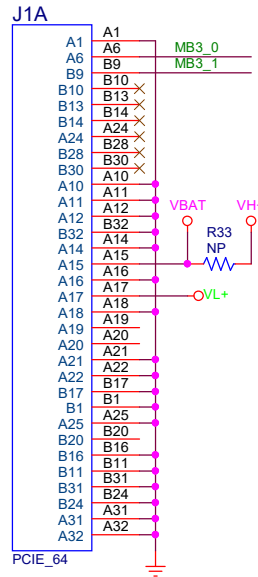 J1A
A1 A1
A6 A6 MB3_0
B9 B9 MB3_1
B10 B10
B13 B13
B14 B14
A24 A24
B28 B28
B30 B30
A10 A10
A11 A11
A12 A12 VBAT VH+
B32 B32 R33
A14 A14 NP
A15 A15
A16 A16
A17 A17 VL+
A18 A18
A19 A19
A20 A20
A21 A21
A22 A22
B17 B17
B1 B1
A25 A25
B20 B20
B16 B16
B11 B11
B31 B31
B24 B24
A31 A31
A32 A32
PCIE_64